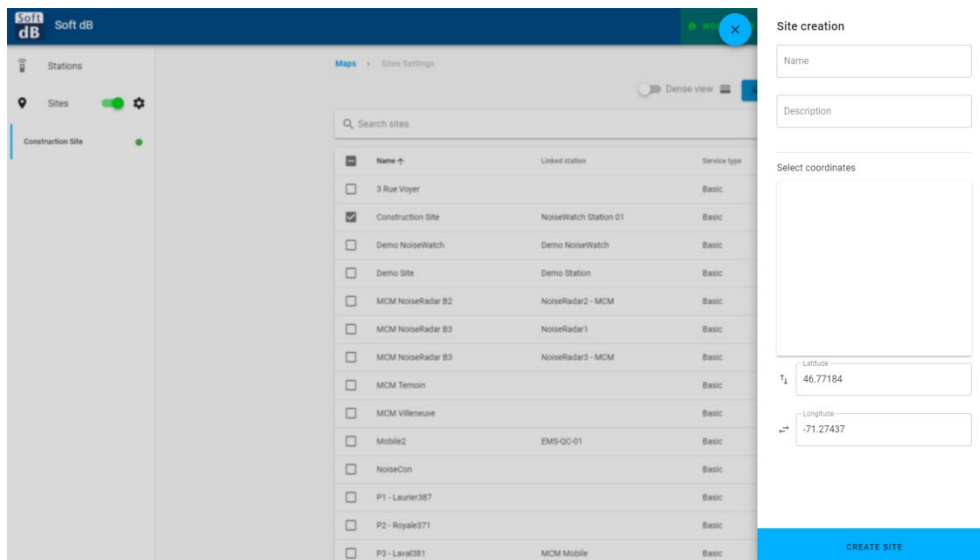 Soft dB
Soft dB
WO
Stations
Sites
Construction Site
Maps > Sites Settings
Dense view
A
Search sites
Name Linked station Service type
3 Rue Voyer Basic
Construction Site NoiseWatch Station 01 Basic
Demo NoiseWatch Demo NoiseWatch Basic
Demo Site Demo Station Basic
MCM NoiseRadar B2 NoiseRadar2 - MCM Basic
MCM NoiseRadar B3 NoiseRadar1 Basic
MCM NoiseRadar B3 NoiseRadar3 - MCM Basic
MCM Temoin Basic
MCM Villeneuve Basic
Mobile2 EMS-QC-01 Basic
NoiseCon Basic
P1 - Laurier387 Basic
P2 - Royale371 Basic
P3 - Laval381 MCM Mobile Basic
Site creation
Name
Description
Select coordinates
Latitude
46.77184
Longitude
-71.27437
CREATE SITE